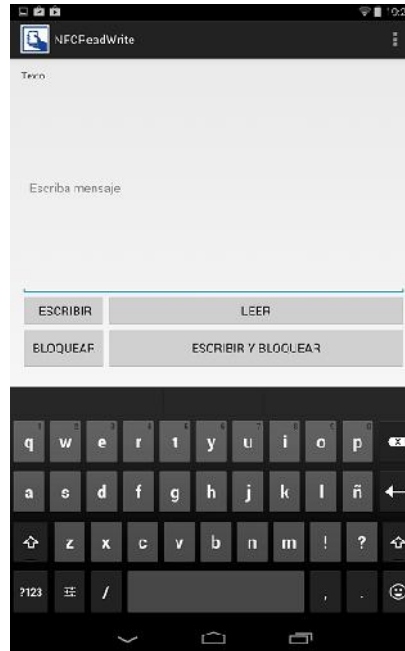 NFCReadWrite
Texto
Escriba mensaje
ESCRIBIR LEER
BLOQUEAR ESCRIBIR Y BLOQUEAR
q w e r t y u i o p
a s d f g h j k l ñ
z x c v b n m ! ?
?123 / , .